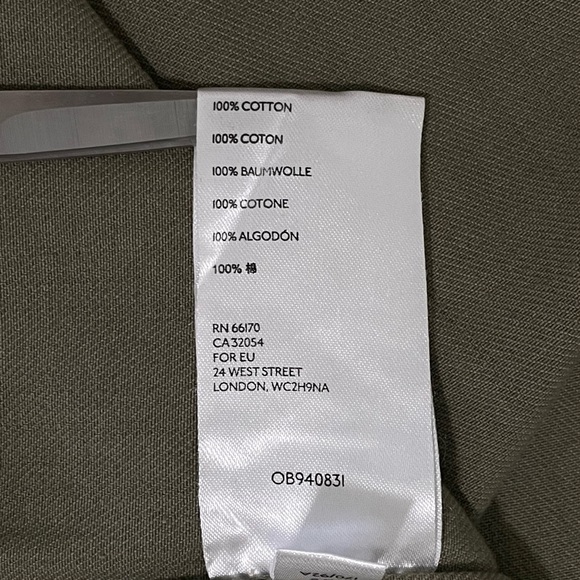 100% COTTON
100% COTON
100% BAUMWOLLE
100% COTONE
100% ALGODÓN
100% 棉
RN 66170
CA 32054
FOR EU
24 WEST STREET
LONDON, WC2H9NA
OB940831